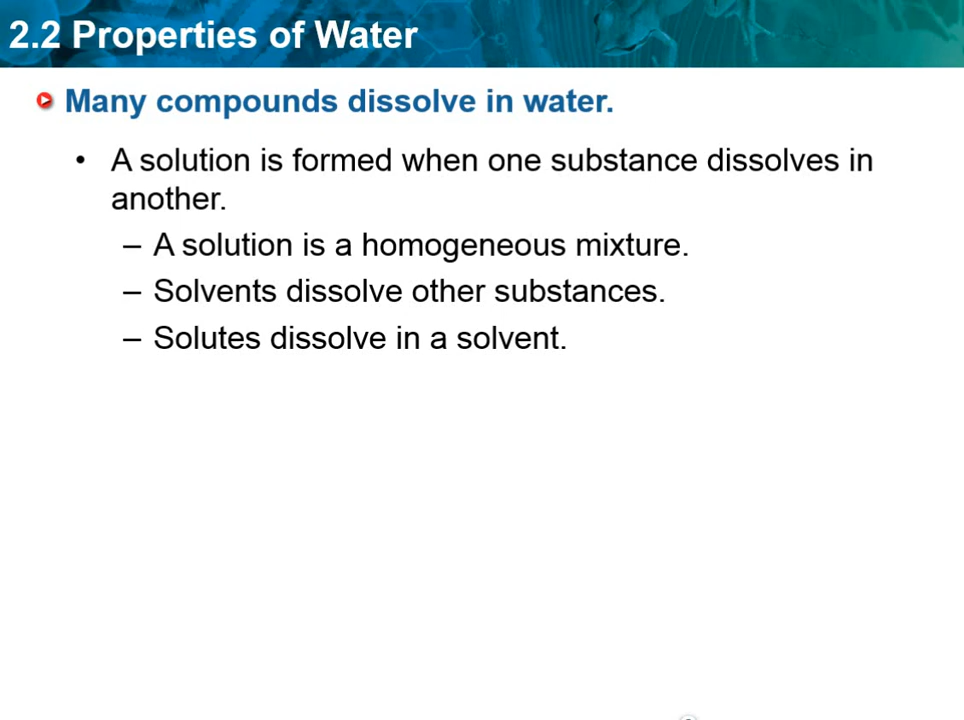 2.2 Properties of Water
Many compounds dissolve in water.
• A solution is formed when one substance dissolves in
another.
– A solution is a homogeneous mixture.
– Solvents dissolve other substances.
– Solutes dissolve in a solvent.